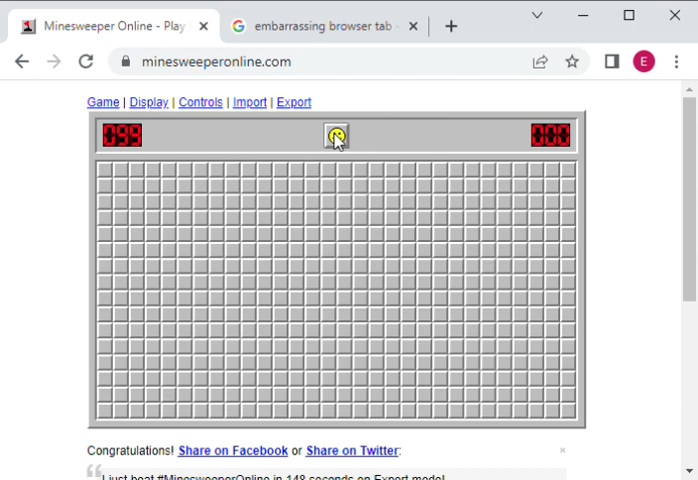 Minesweeper Online - Play
embarrassing browser tab -
minesweeperonline.com
E
Game | Display | Controls | Import | Export
099
000
Congratulations! Share on Facebook or Share on Twitter:
I just beat #MinesweeperOnline in 148 seconds on Expert mode!